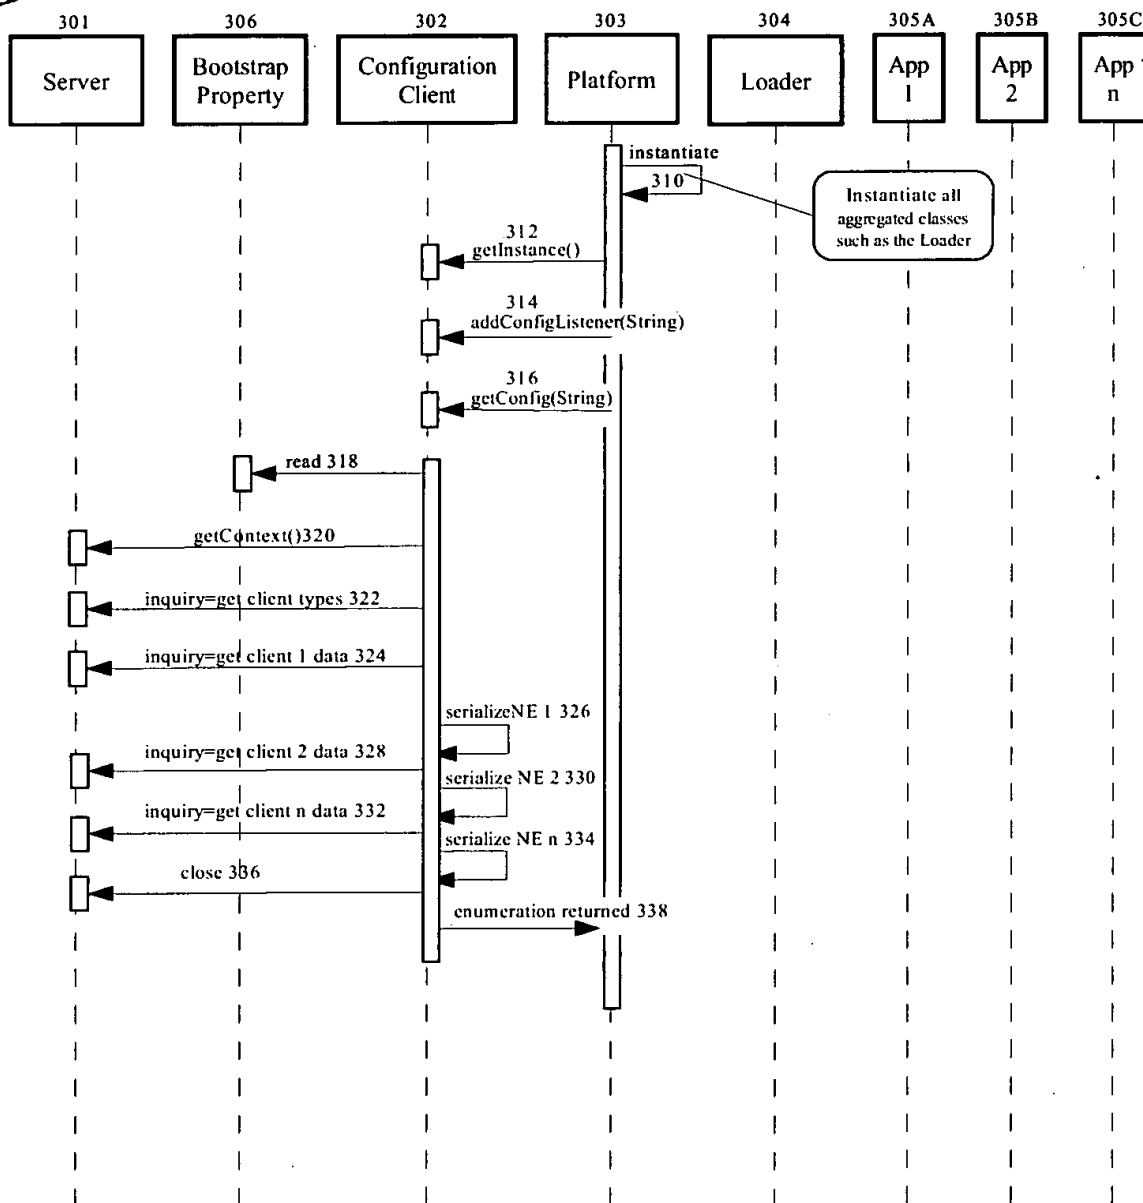 301 306 302 303 304 305A 305B 305C
Server
Bootstrap
Property
Configuration
Client
Platform
Loader
App
1
App
2
App
n
instantiate
310
Instantiate all
aggregated classes
such as the Loader
312
getInstance()
314
addConfigListener(String)
316
getConfig(String)
read 318
getContext()320
inquiry=get client types 322
inquiry=get client 1 data 324
serializeNE 1 326
inquiry=get client 2 data 328
serialize NE 2 330
inquiry=get client n data 332
serialize NE n 334
close 336
enumeration returned 338